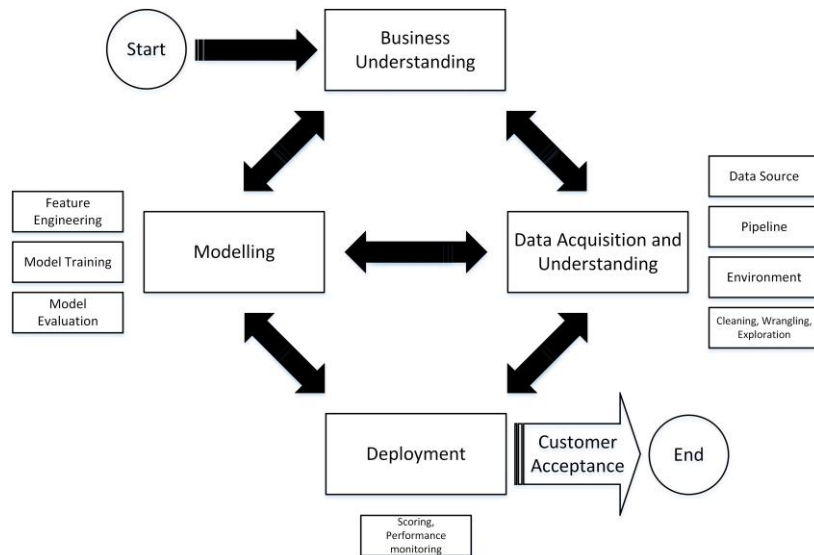 Start
Business
Understanding
Feature
Engineering
Model Training
Model
Evaluation
Modelling
Data Acquisition and
Understanding
Data Source
Pipeline
Environment
Cleaning, Wrangling,
Exploration
Deployment
Customer
Acceptance
End
Scoring,
Performance
monitoring